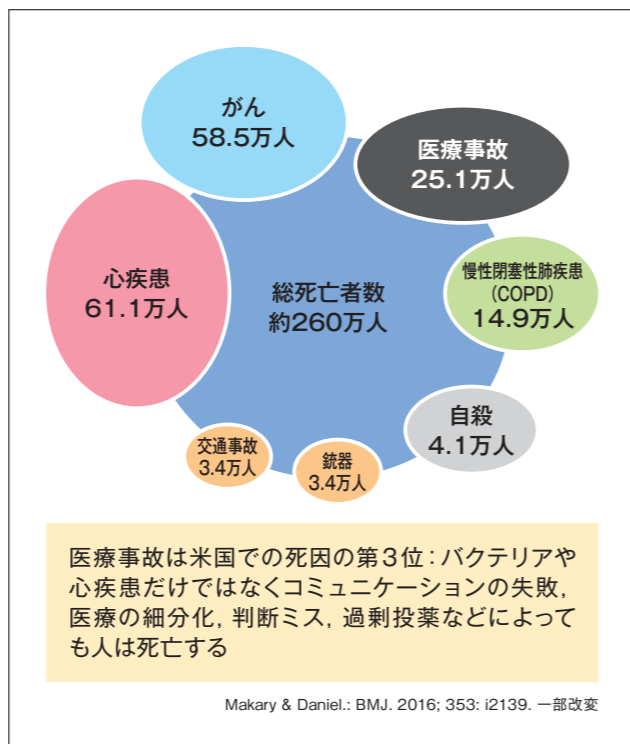 がん
58.5万人
医療事故
25.1万人
心疾患
61.1万人
総死亡者数
約260万人
慢性閉塞性肺疾患
(COPD)
14.9万人
自殺
4.1万人
交通事故
3.4万人
銃器
3.4万人
医療事故は米国での死因の第3位：バクテリアや
心疾患だけではなくコミュニケーションの失敗，
医療の細分化，判断ミス，過剰投薬などによって
も人は死亡する
Makary & Daniel.: BMJ. 2016; 353: i2139. 一部改変